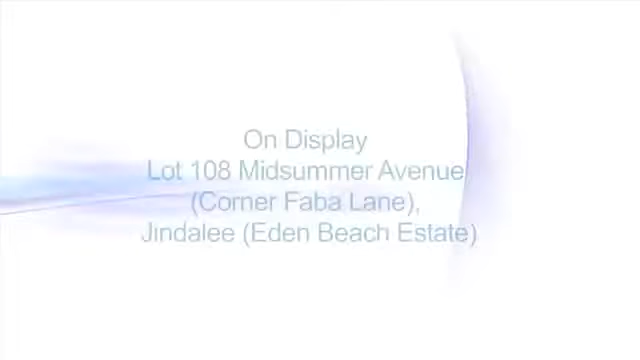 On Display
Lot 108 Midsummer Avenue
(Corner Faba Lane),
Jindalee (Eden Beach Estate)